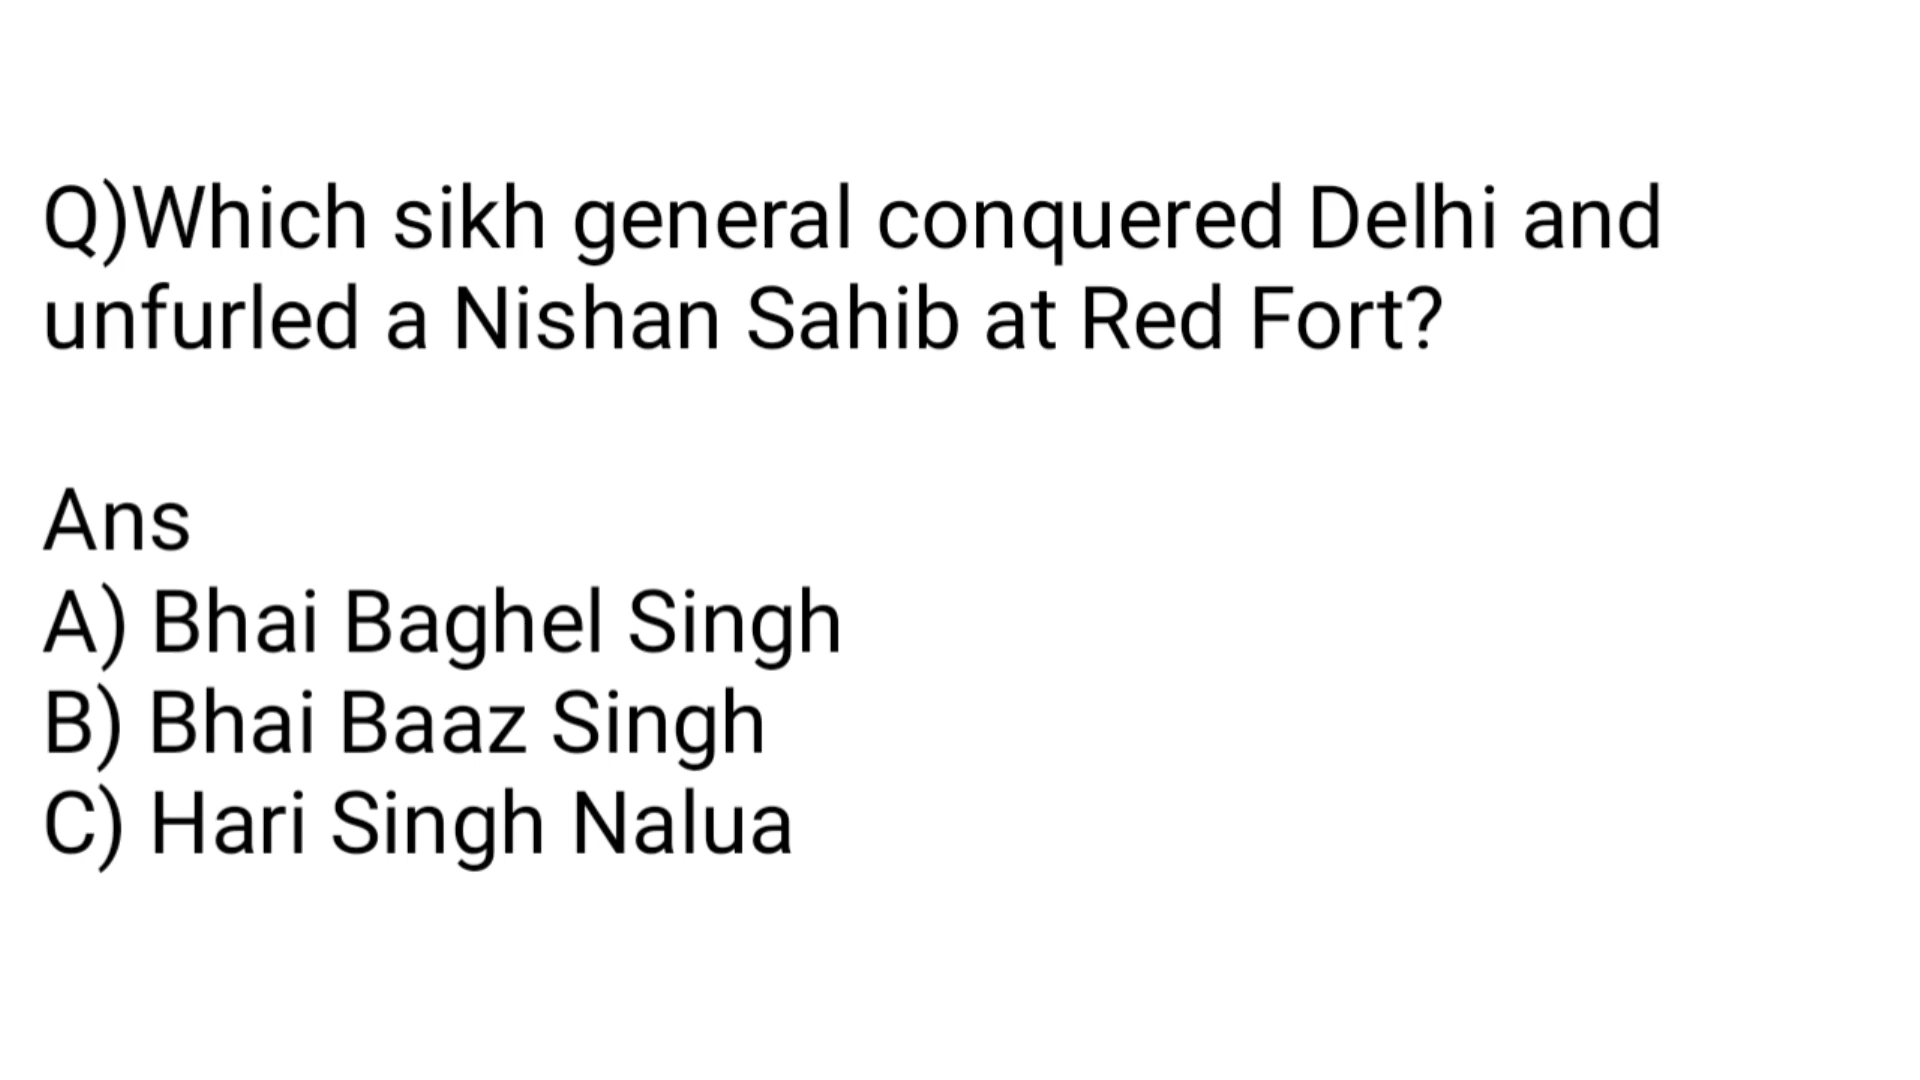 Q)Which sikh general conquered Delhi and
unfurled a Nishan Sahib at Red Fort?
Ans
A) Bhai Baghel Singh
B) Bhai Baaz Singh
C) Hari Singh Nalua